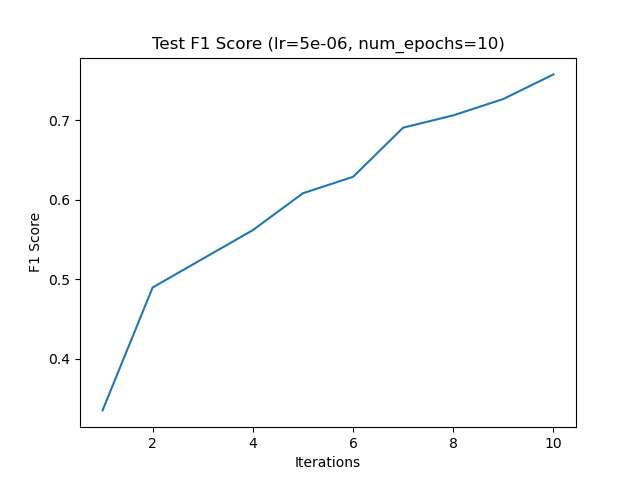 Test F1 Score (lr=5e-06, num_epochs=10)
0.7
0.6
0.5
0.4
F1 Score
2 4 6 8 10
Iterations